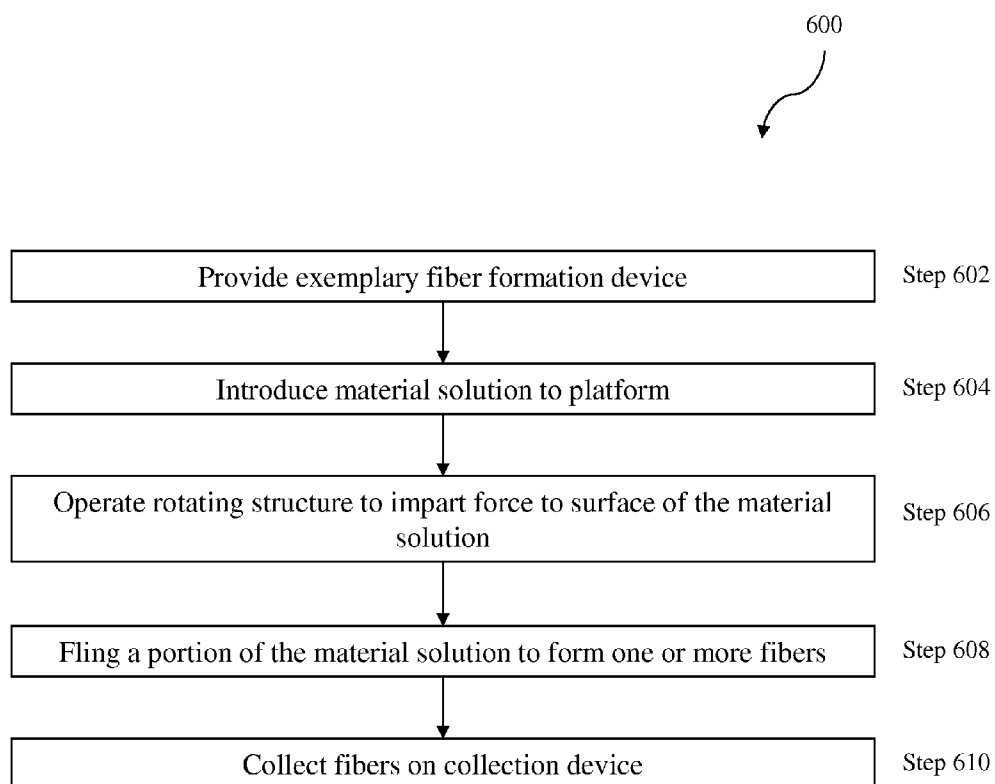 600
Provide exemplary fiber formation device
Step 602
Introduce material solution to platform
Step 604
Operate rotating structure to impart force to surface of the material
solution
Step 606
Fling a portion of the material solution to form one or more fibers
Step 608
Collect fibers on collection device
Step 610